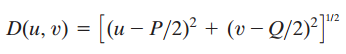 D(u, v) = [(u − P/2)² + (v − Q/2)²]^{1/2}